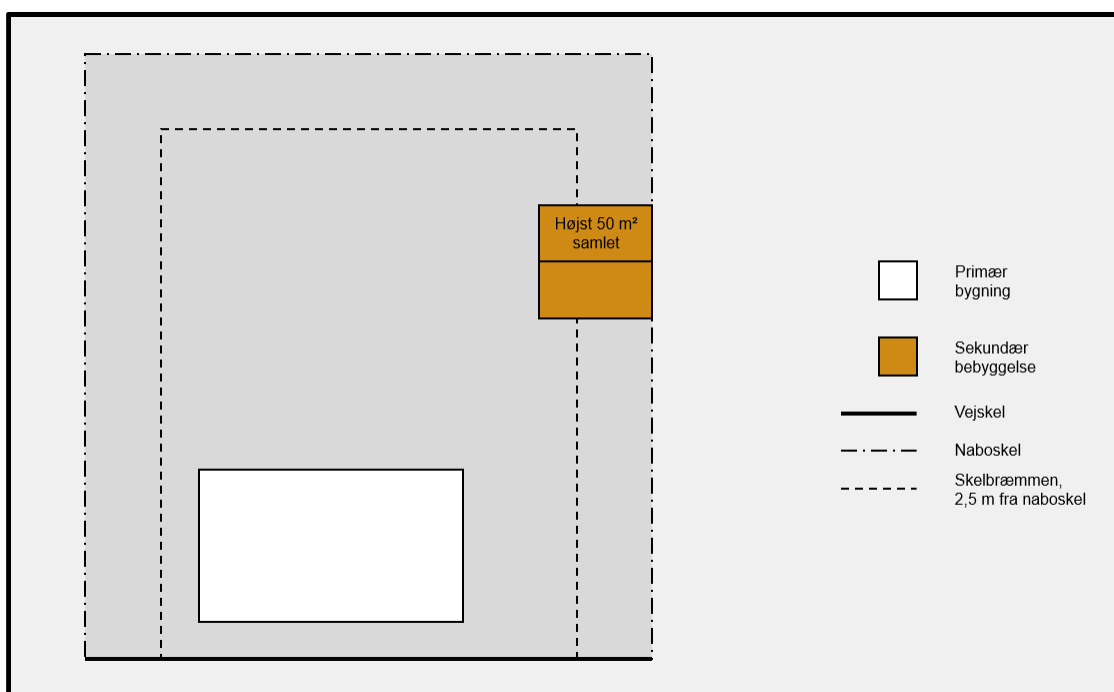 Højst 50 m²
samlet
Primær
bygning
Sekundær
bebyggelse
Vejskel
Naboskel
Skelbræmmen,
2,5 m fra naboskel